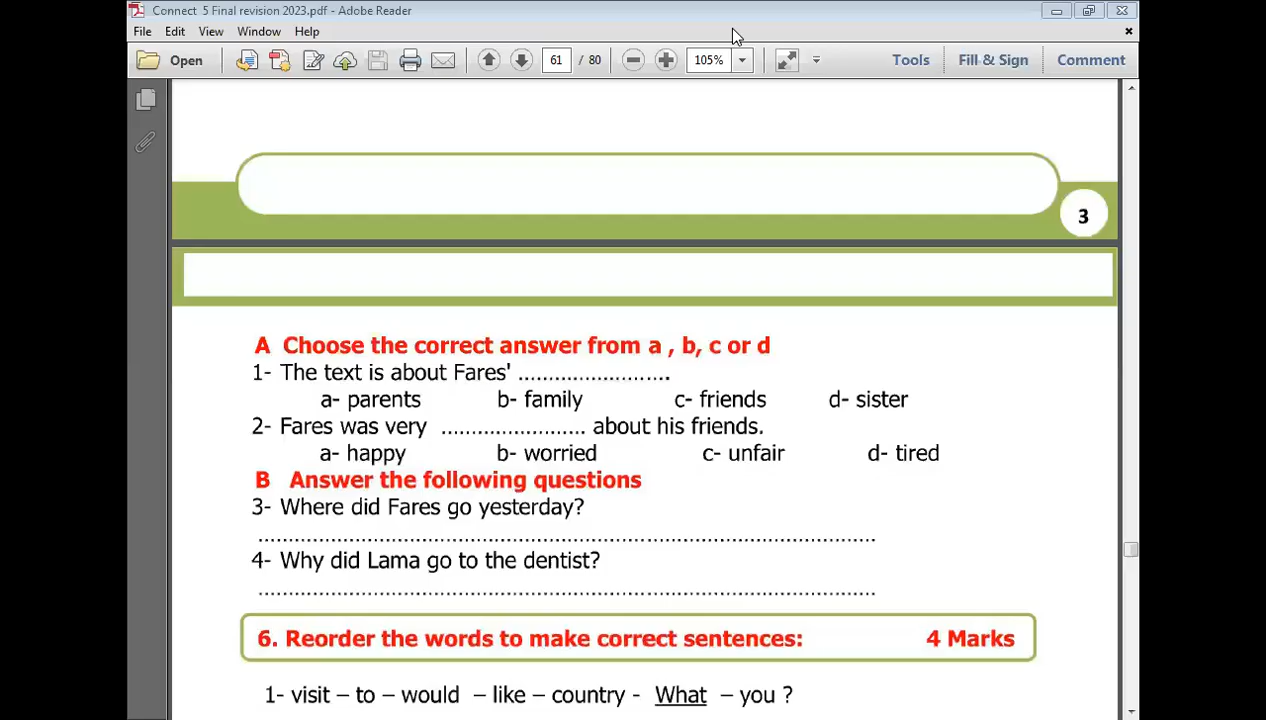 Connect 5 Final revision 2023.pdf - Adobe Reader
File Edit View Window Help
Open 61 / 80 105% Tools Fill & Sign Comment
3
A Choose the correct answer from a , b, c or d
1- The text is about Fares' .........................
a- parents b- family c- friends d- sister
2- Fares was very ........................ about his friends.
a- happy b- worried c- unfair d- tired
B Answer the following questions
3- Where did Fares go yesterday?
......................................................................................
4- Why did Lama go to the dentist?
......................................................................................
6. Reorder the words to make correct sentences: 4 Marks
1- visit – to – would – like – country - What – you ?